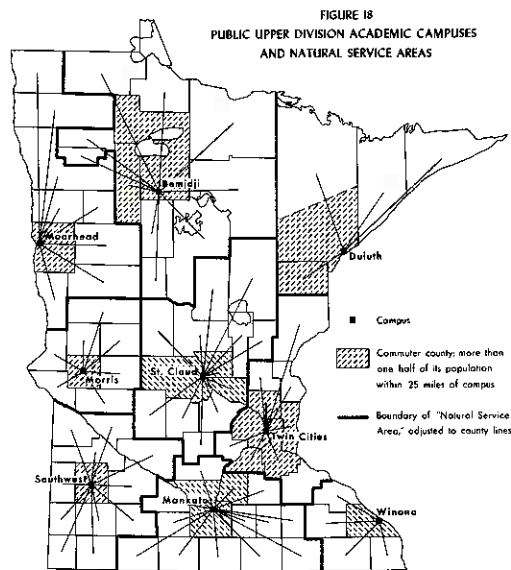 FIGURE 18
PUBLIC UPPER DIVISION ACADEMIC CAMPUSES
AND NATURAL SERVICE AREAS
Bemidji
Moorhead
Duluth
Campus
Commuter county: more than
one half of its population
within 25 miles of campus
Morris
St. Cloud
Boundary of "Natural Service
Area," adjusted to county lines
Twin Cities
Southwest
Mankato
Winona